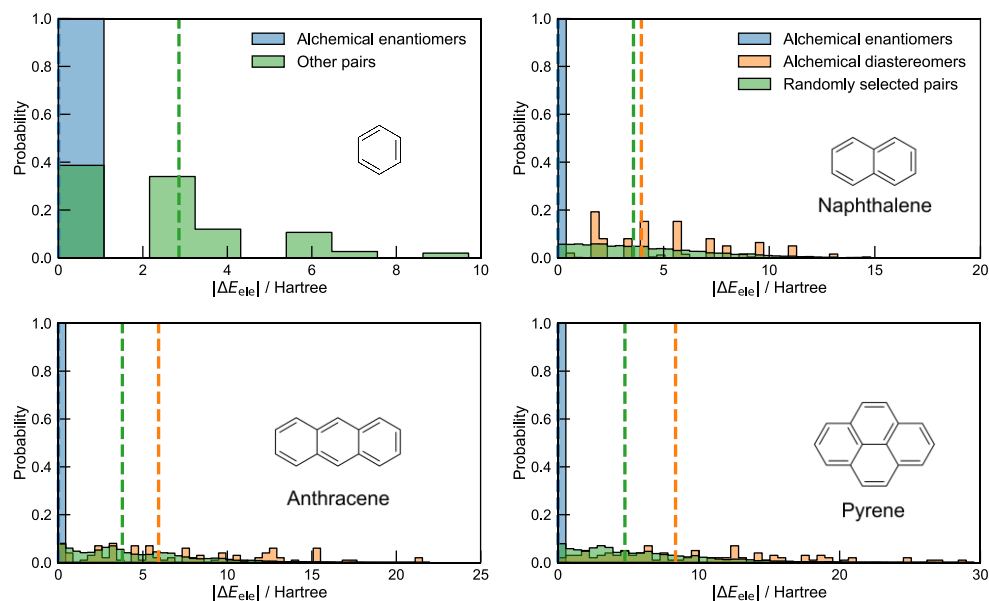 1.0
0.8
0.6
0.4
0.2
0.0
Probability
Alchemical enantiomers
Other pairs
0 2 4 6 8 10
|ΔE_ele| / Hartree
1.0
0.8
0.6
0.4
0.2
0.0
Probability
Alchemical enantiomers
Alchemical diastereomers
Randomly selected pairs
Naphthalene
0 5 10 15 20
|ΔE_ele| / Hartree
1.0
0.8
0.6
0.4
0.2
0.0
Probability
Anthracene
0 5 10 15 20 25
|ΔE_ele| / Hartree
1.0
0.8
0.6
0.4
0.2
0.0
Probability
Pyrene
0 10 20 30
|ΔE_ele| / Hartree